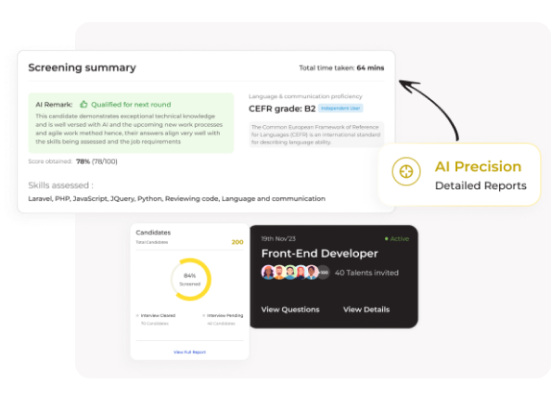 Screening summary
Total time taken: 64 mins
AI Remark: Qualified for next round
This candidate demonstrates exceptional technical knowledge
and is well versed with AI and the upcoming new work processes
and agile work method hence, their answers align very well with
the skills being assessed and the job requirements
Score obtained: 78% (78/100)
Language & communication proficiency
CEFR grade: B2 Independent User
The Common European Framework of Reference
for Languages (CEFR) is an international standard
for describing language ability.
Skills assessed :
Laravel, PHP, JavaScript, JQuery, Python, Reviewing code, Language and communication
AI Precision
Detailed Reports
Candidates
Total Candidates 200
84%
Screened
Interview Cleared
Candidates
Interview Pending
Candidates
View Full Report
19th Nov'23
Active
Front-End Developer
40 Talents invited
View Questions
View Details